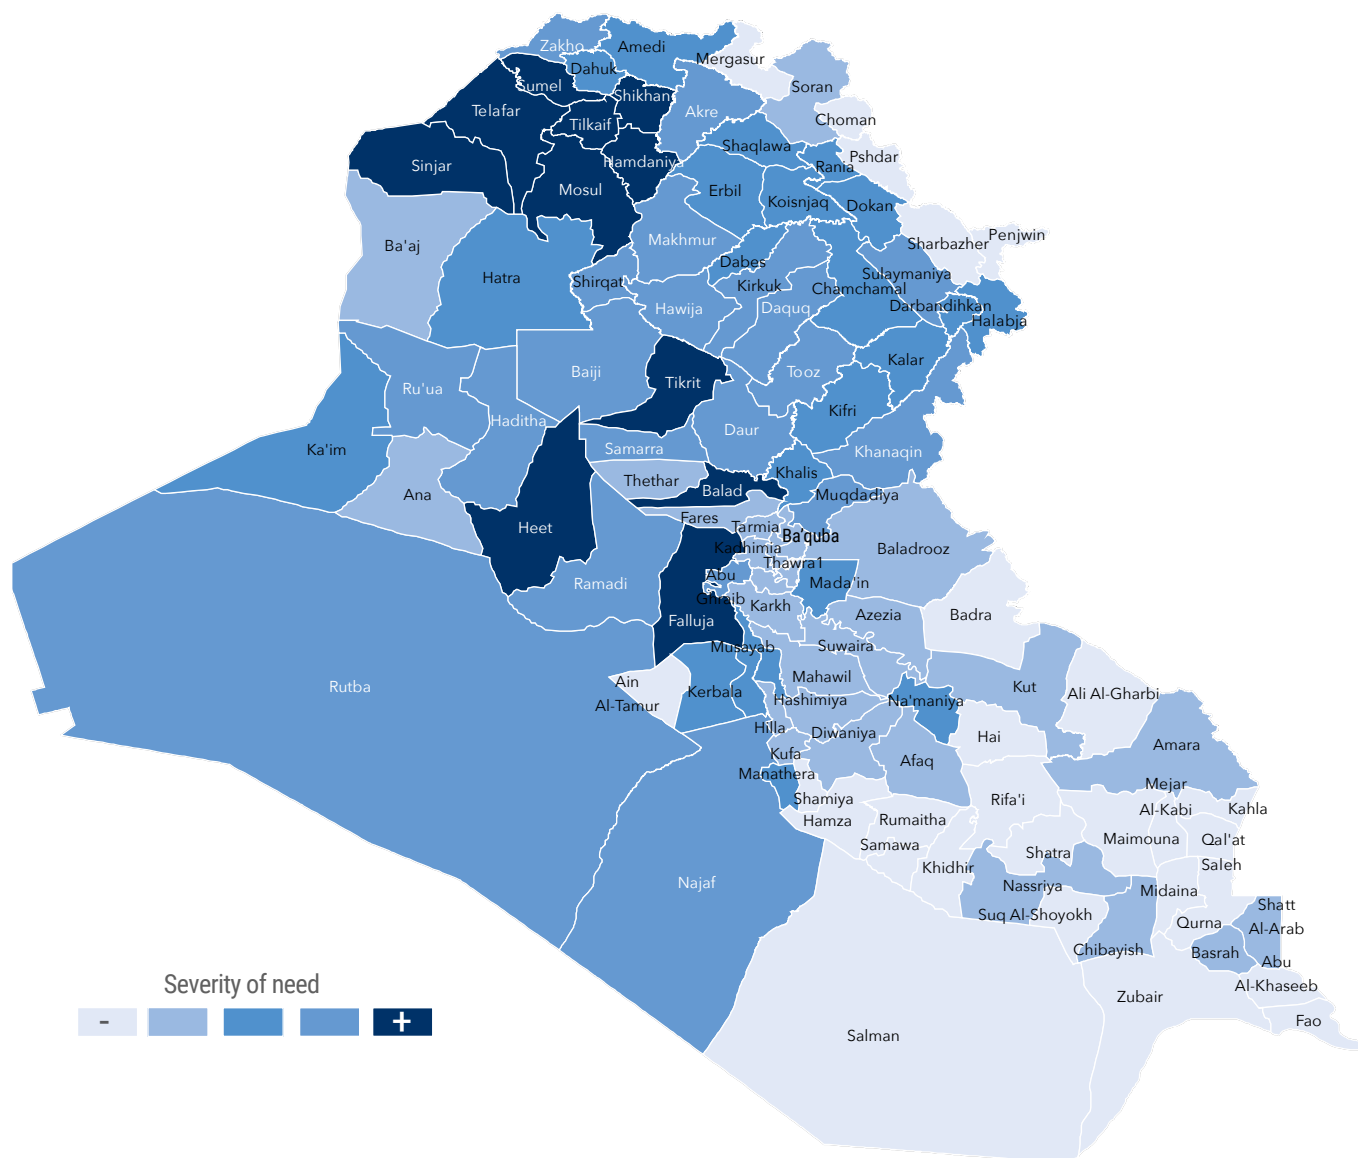 Zakho
Amedi
Mergasur
Dahuk
Sumel
Shikhan
Soran
Telafar
Tilkaif
Akre
Choman
Sinjar
Hamdaniya
Shaqlawa
Rania
Pshdar
Mosul
Erbil
Koisnjaq
Dokan
Ba'aj
Makhmur
Sharbazher
Penjwin
Hatra
Shirqat
Dabes
Kirkuk
Sulaymaniya
Chamchamal
Hawija
Daquq
Darbandihkan
Halabja
Ru'ua
Baiji
Tikrit
Tooz
Kalar
Haditha
Daur
Kifri
Ka'im
Samarra
Khanaqin
Ana
Thethar
Balad
Khalis
Muqdadiya
Heet
Fares
Tarmia
Ba'quba
Kadhimia
Thawra1
Baladrooz
Ramadi
Abu
Ghraib
Mada'in
Falluja
Karkh
Azezia
Badra
Musayab
Suwaira
Rutba
Ain
Al-Tamur
Kerbala
Mahawil
Hashimiya
Na'maniya
Kut
Ali Al-Gharbi
Hilla
Diwaniya
Hai
Kufa
Afaq
Amara
Manathera
Mejar
Al-Kabi
Shamiya
Hamza
Rumaitha
Rifa'i
Kahla
Samawa
Shatra
Maimouna
Qal'at
Saleh
Khidhir
Najaf
Nassriya
Midaina
Suq Al-Shoyokh
Qurna
Shatt
Al-Arab
Chibayish
Basrah
Abu
Al-Khaseeb
Zubair
Fao
Salman
Severity of need
- +